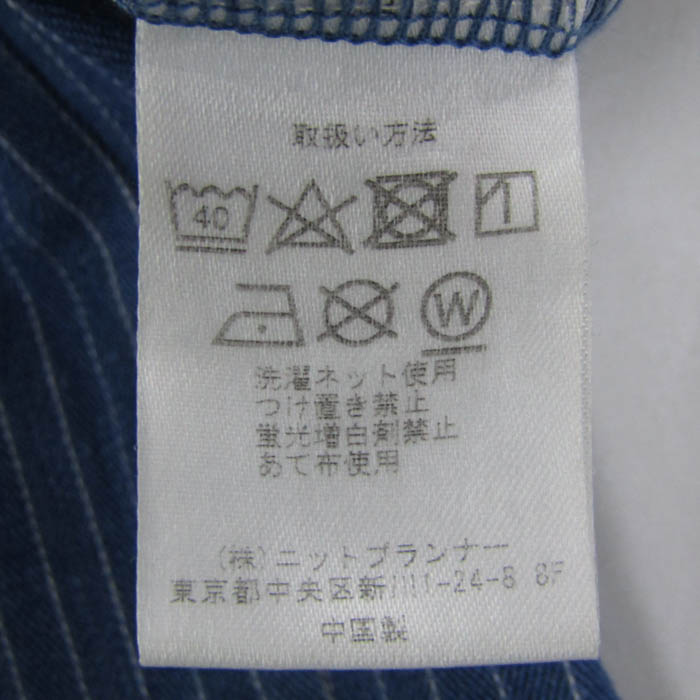 取扱い方法
40
W
洗濯ネット使用
つけ置き禁止
蛍光増白剤禁止
あて布使用
(株)ニットプランナー
東京都中央区新川1-24-8 8F
中国製